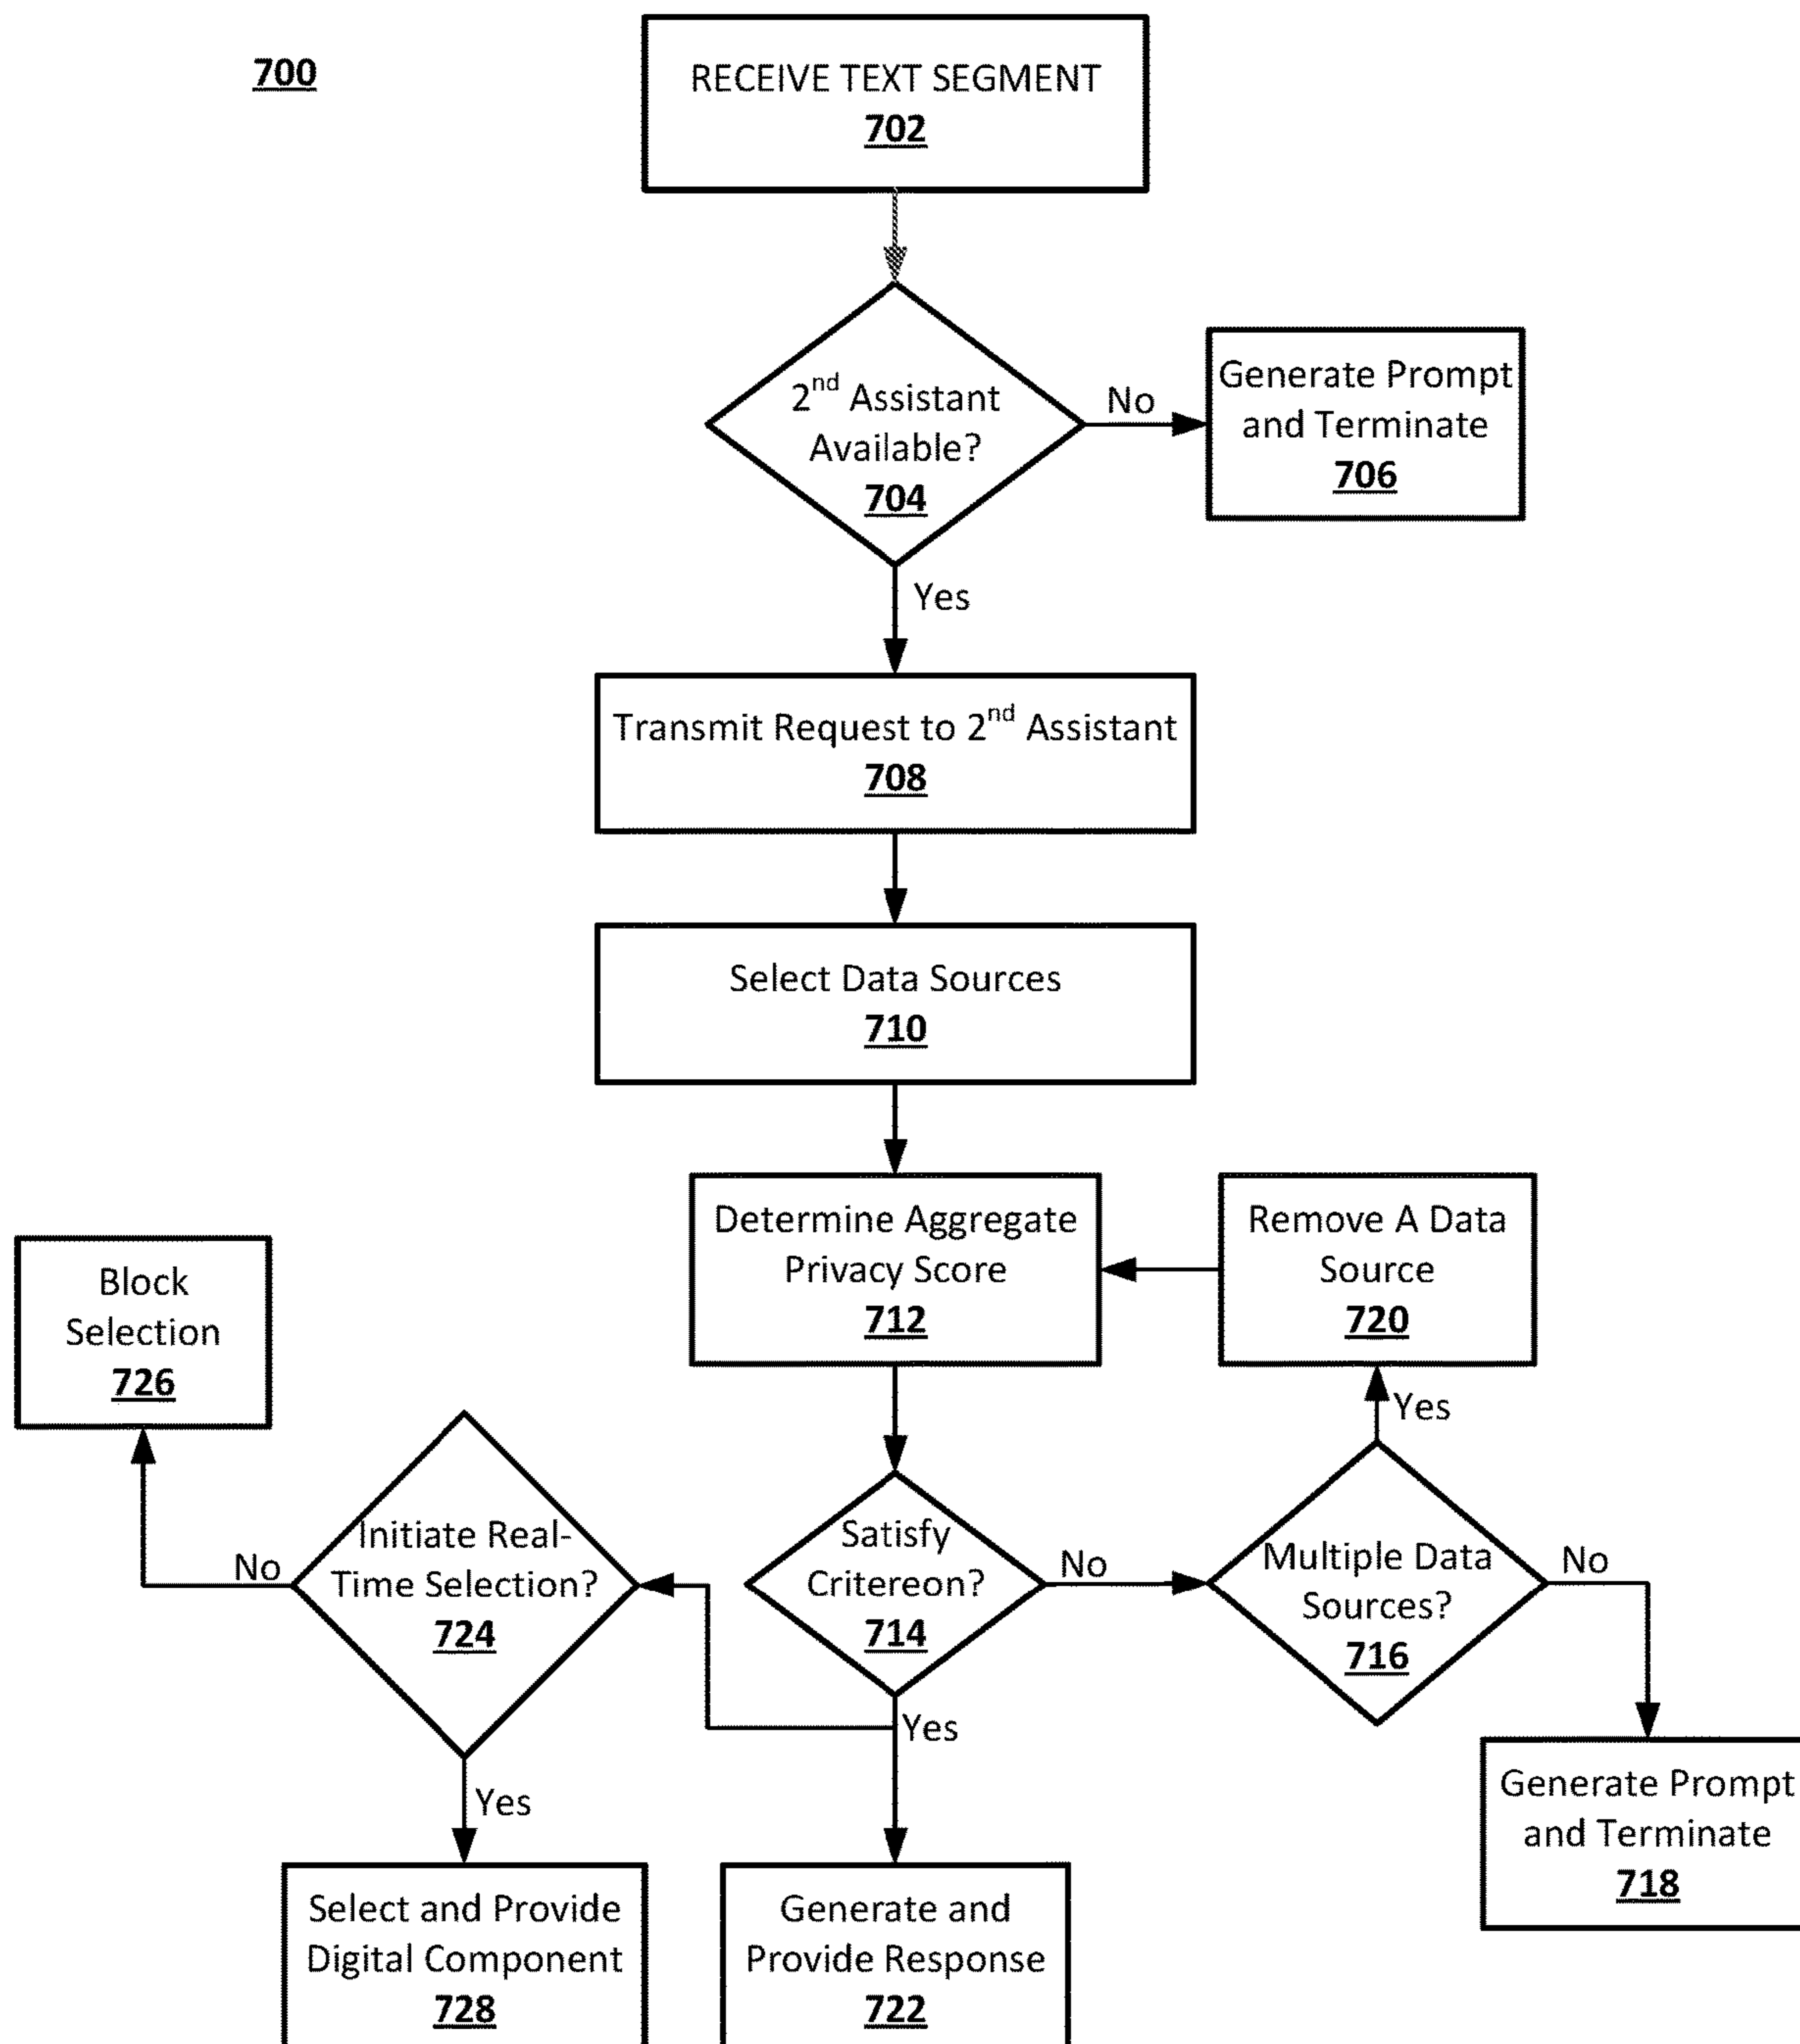 700
RECEIVE TEXT SEGMENT
702
2nd Assistant
Available?
704
No
Generate Prompt
and Terminate
706
Yes
Transmit Request to 2nd Assistant
708
Select Data Sources
710
Determine Aggregate
Privacy Score
712
Remove A Data
Source
720
Block
Selection
726
Yes
Initiate Real-
Time Selection?
724
No
Satisfy
Critereon?
714
No
Multiple Data
Sources?
716
No
Yes
Yes
Generate Prompt
and Terminate
718
Select and Provide
Digital Component
728
Generate and
Provide Response
722